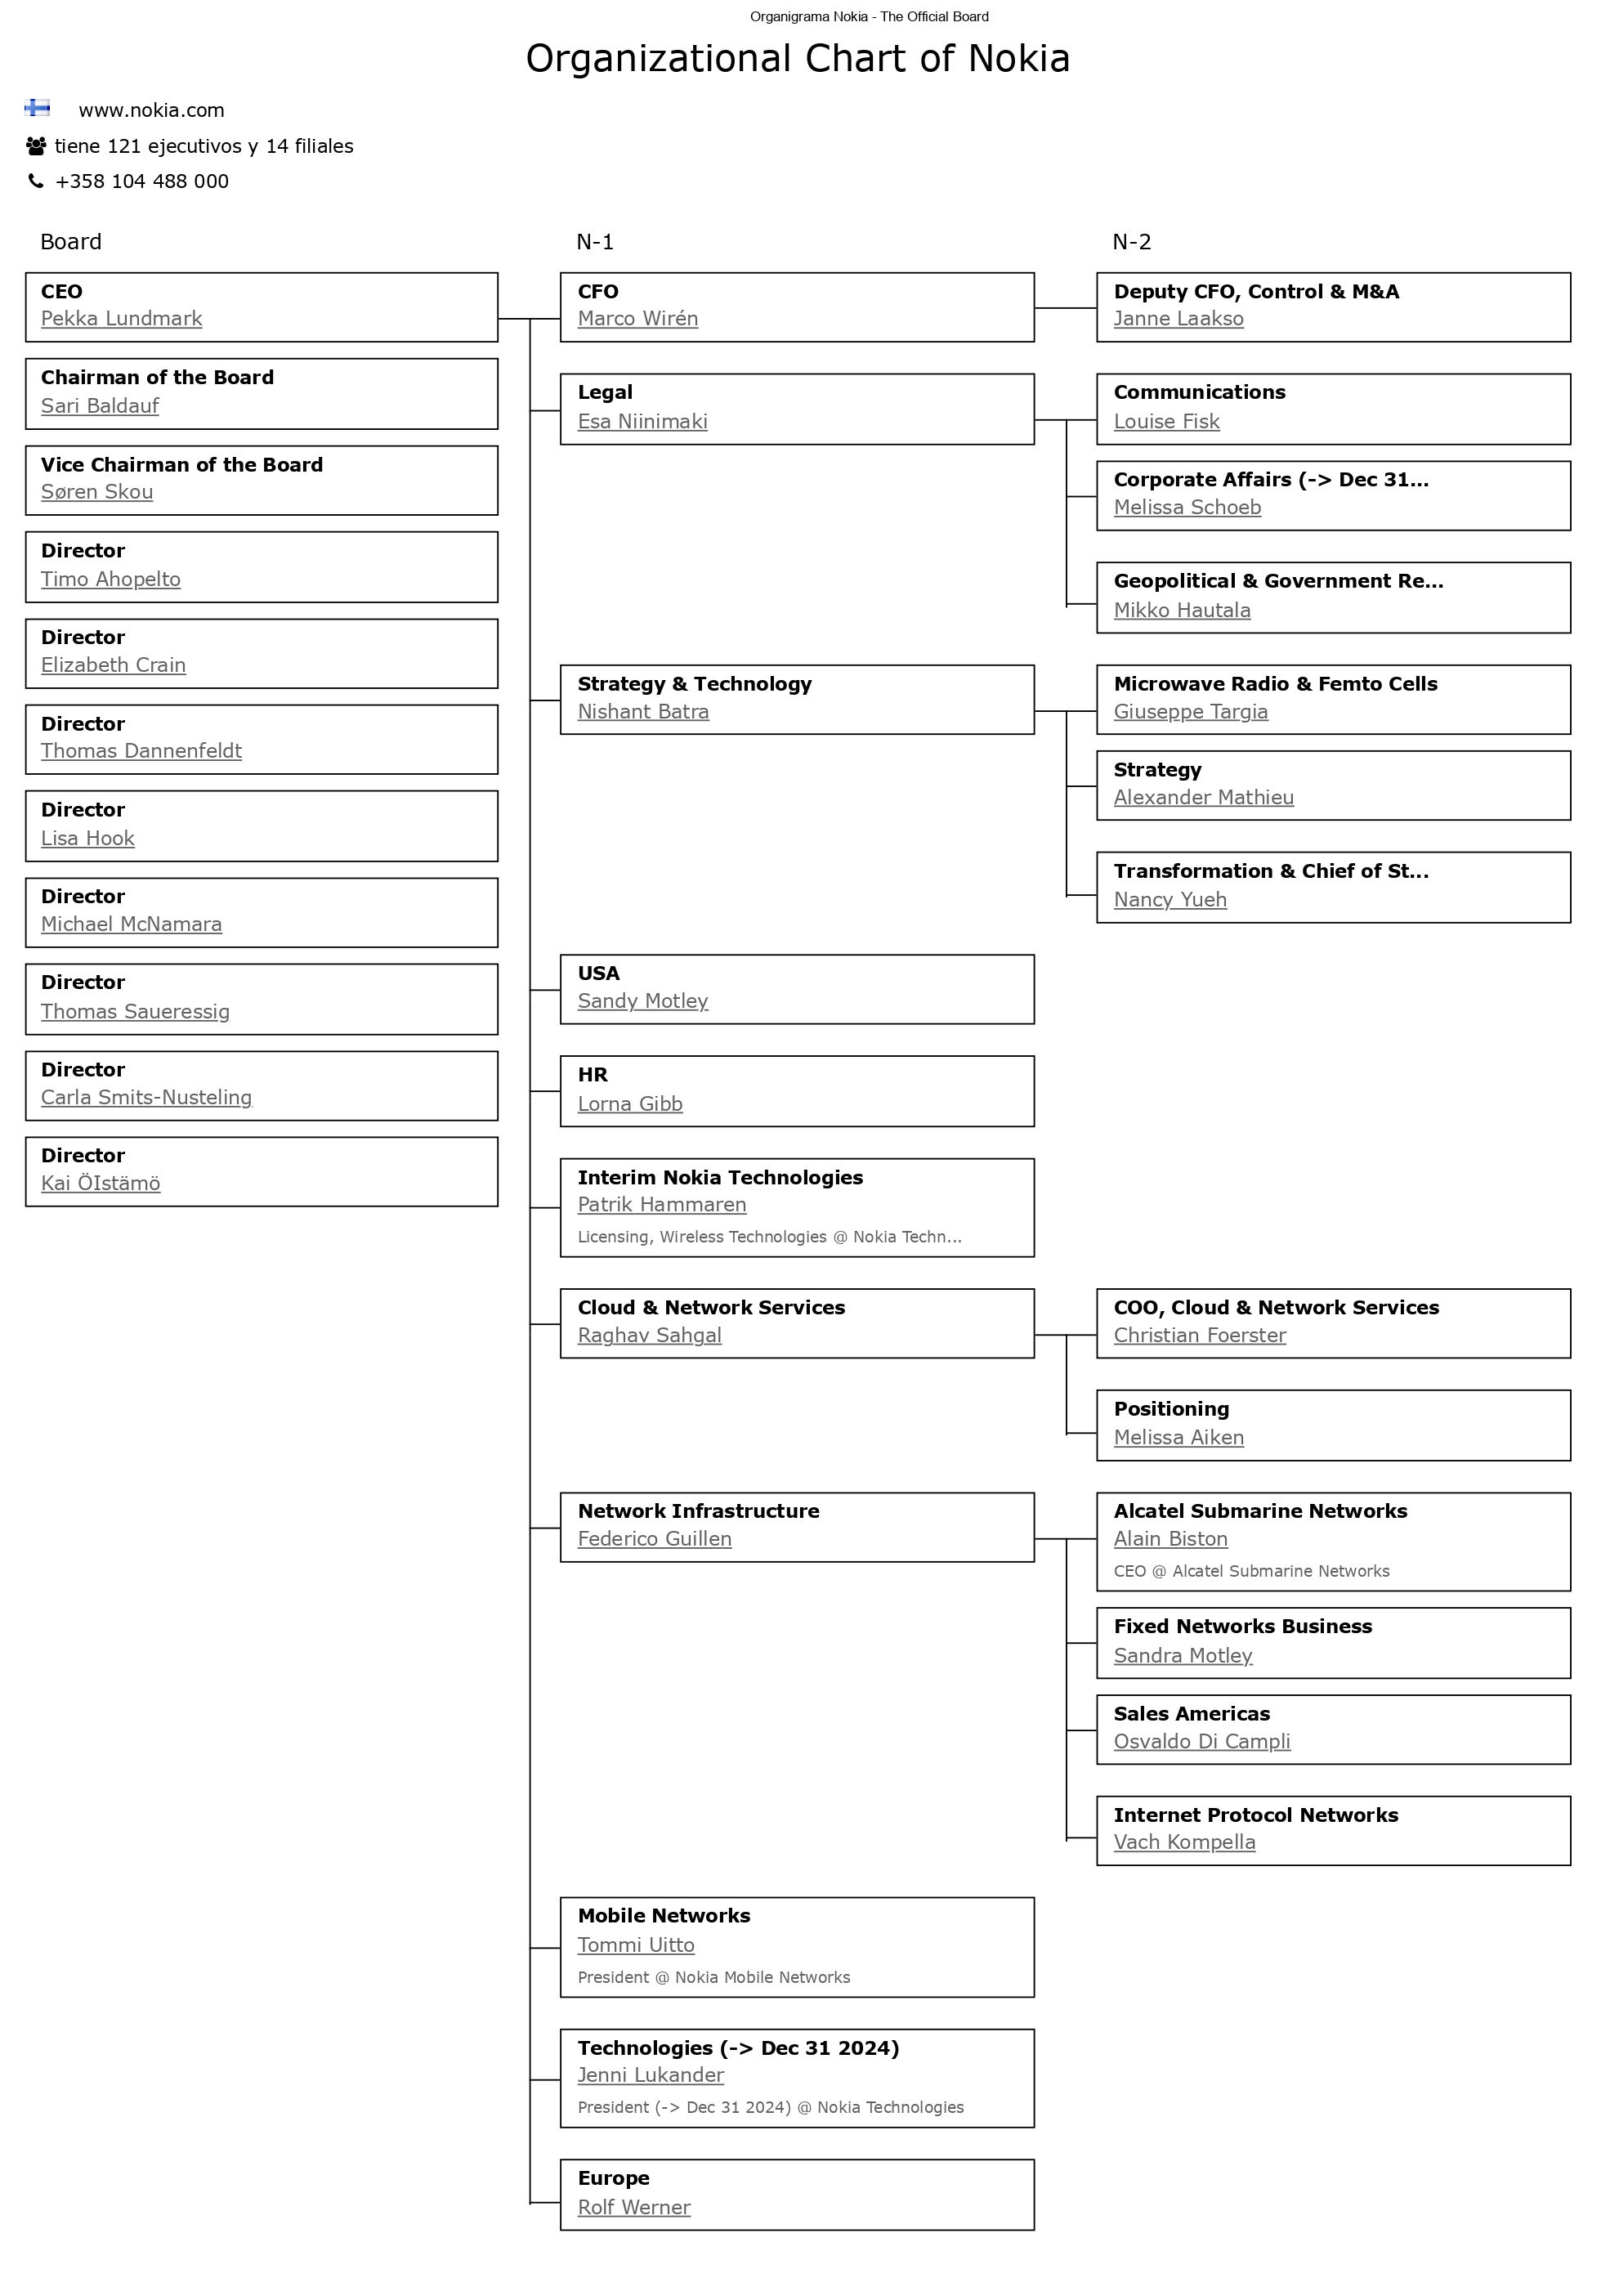 Organigrama Nokia - The Official Board
Organizational Chart of Nokia
www.nokia.com
tiene 121 ejecutivos y 14 filiales
+358 104 488 000
Board
CEO
Pekka Lundmark
Chairman of the Board
Sari Baldauf
Vice Chairman of the Board
Søren Skou
Director
Timo Ahopelto
Director
Elizabeth Crain
Director
Thomas Dannenfeldt
Director
Lisa Hook
Director
Michael McNamara
Director
Thomas Saueressig
Director
Carla Smits-Nusteling
Director
Kai ÖIstämö
N-1
CFO
Marco Wirén
Legal
Esa Niinimaki
Strategy & Technology
Nishant Batra
USA
Sandy Motley
HR
Lorna Gibb
Interim Nokia Technologies
Patrik Hammaren
Licensing, Wireless Technologies @ Nokia Techn...
Cloud & Network Services
Raghav Sahgal
Network Infrastructure
Federico Guillen
Mobile Networks
Tommi Uitto
President @ Nokia Mobile Networks
Technologies (-> Dec 31 2024)
Jenni Lukander
President (-> Dec 31 2024) @ Nokia Technologies
Europe
Rolf Werner
N-2
Deputy CFO, Control & M&A
Janne Laakso
Communications
Louise Fisk
Corporate Affairs (-> Dec 31...
Melissa Schoeb
Geopolitical & Government Re...
Mikko Hautala
Microwave Radio & Femto Cells
Giuseppe Targia
Strategy
Alexander Mathieu
Transformation & Chief of St...
Nancy Yueh
COO, Cloud & Network Services
Christian Foerster
Positioning
Melissa Aiken
Alcatel Submarine Networks
Alain Biston
CEO @ Alcatel Submarine Networks
Fixed Networks Business
Sandra Motley
Sales Americas
Osvaldo Di Campli
Internet Protocol Networks
Vach Kompella